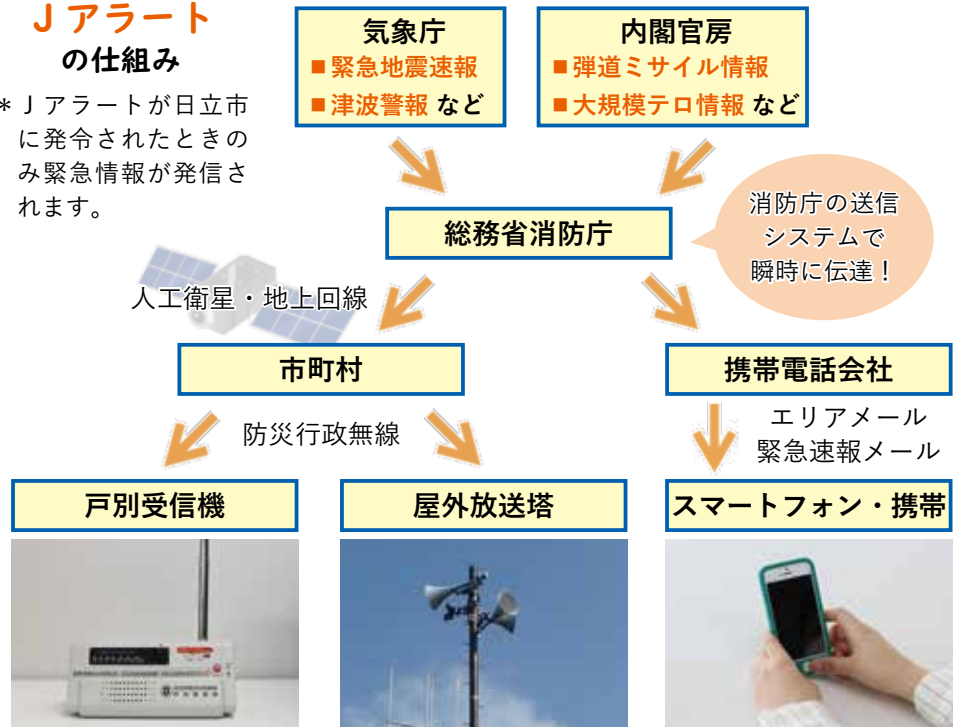 Jアラート
の仕組み
＊Jアラートが日立市
に発令されたときの
み緊急情報が発信さ
れます。
気象庁
■緊急地震速報
■津波警報 など
内閣官房
■弾道ミサイル情報
■大規模テロ情報 など
総務省消防庁
消防庁の送信
システムで
瞬時に伝達！
人工衛星・地上回線
市町村
携帯電話会社
防災行政無線
エリアメール
緊急速報メール
戸別受信機
屋外放送塔
スマートフォン・携帯